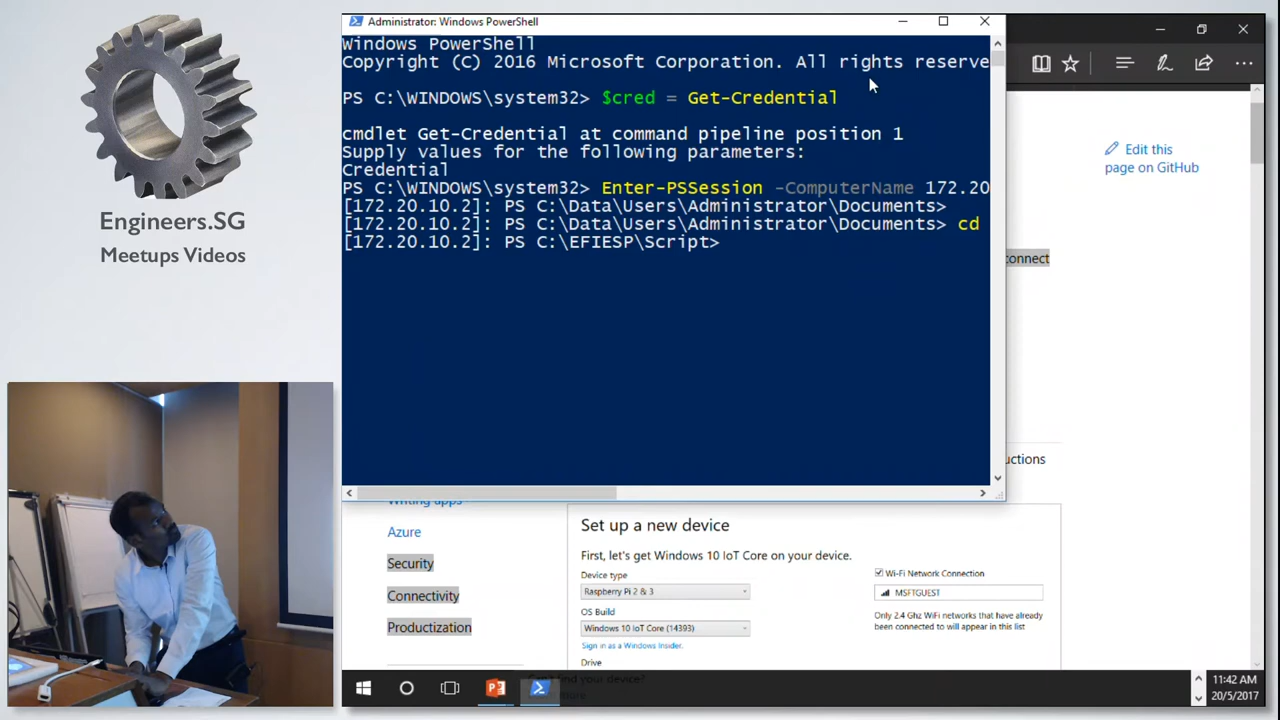 Engineers.SG
Meetups Videos
Administrator: Windows PowerShell
Windows PowerShell
Copyright (C) 2016 Microsoft Corporation. All rights reserve
PS C:\WINDOWS\system32> $cred = Get-Credential
cmdlet Get-Credential at command pipeline position 1
Supply values for the following parameters:
Credential
PS C:\WINDOWS\system32> Enter-PSSession -ComputerName 172.20
[172.20.10.2]: PS C:\Data\Users\Administrator\Documents>
[172.20.10.2]: PS C:\Data\Users\Administrator\Documents> cd
[172.20.10.2]: PS C:\EFIESP\Script>
Edit this
page on GitHub
connect
uctions
Writing apps
Azure
Security
Connectivity
Productization
Set up a new device
First, let's get Windows 10 IoT Core on your device.
Device type
Raspberry Pi 2 & 3
OS Build
Windows 10 IoT Core (14393)
Sign in as a Windows Insider.
Drive
Wi-Fi Network Connection
MSFTGUEST
Only 2.4 Ghz WiFi networks that have already
been connected to will appear in this list
Can't find your device?
11:42 AM
20/5/2017